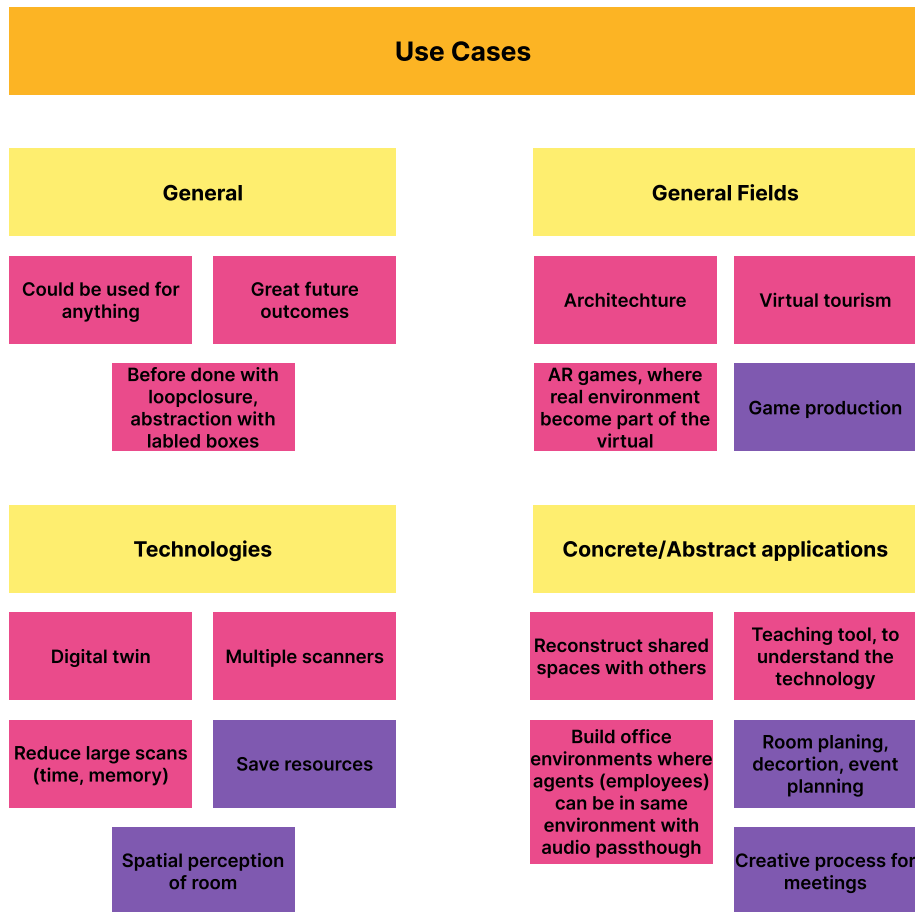 Use Cases
General
Could be used for
anything
Great future
outcomes
Before done with
loopclosure,
abstraction with
labled boxes
General Fields
Architechture
Virtual tourism
AR games, where
real environment
become part of the
virtual
Game production
Technologies
Digital twin
Multiple scanners
Reduce large scans
(time, memory)
Save resources
Spatial perception
of room
Concrete/Abstract applications
Reconstruct shared
spaces with others
Teaching tool, to
understand the
technology
Build office
environments where
agents (employees)
can be in same
environment with
audio passthough
Room planing,
decortion, event
planning
Creative process for
meetings